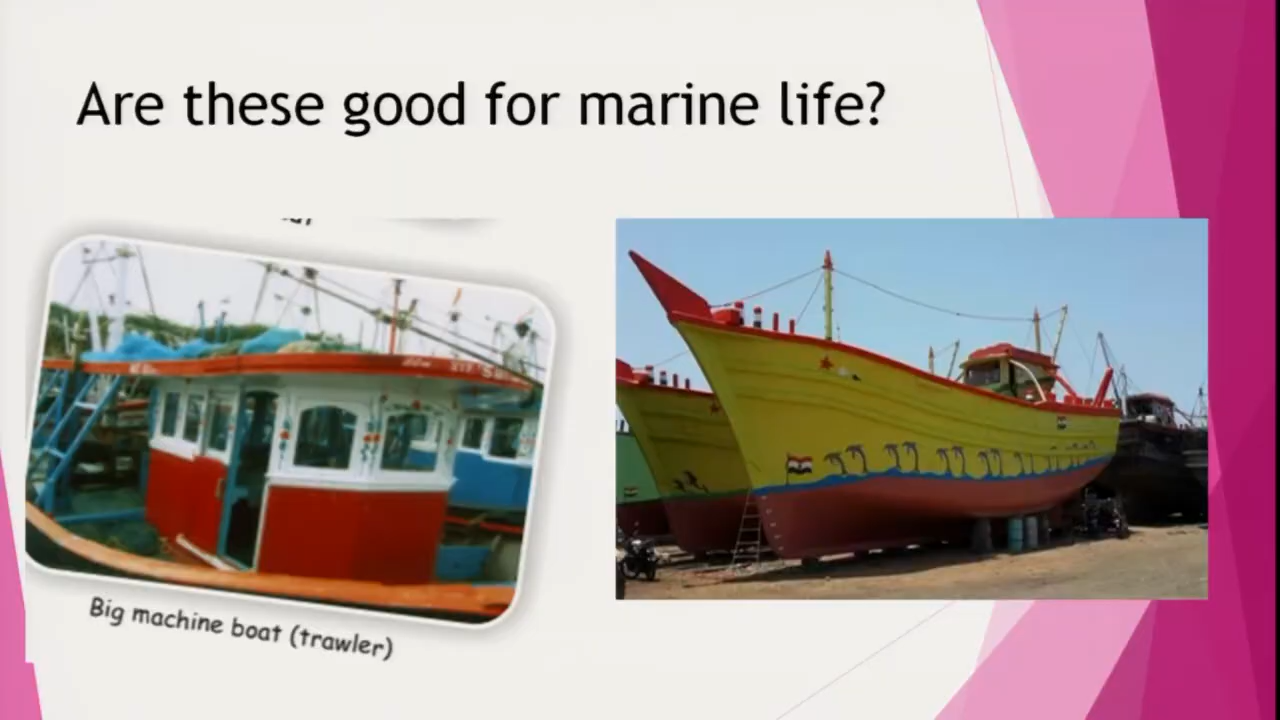 Are these good for marine life?
Big machine boat (trawler)